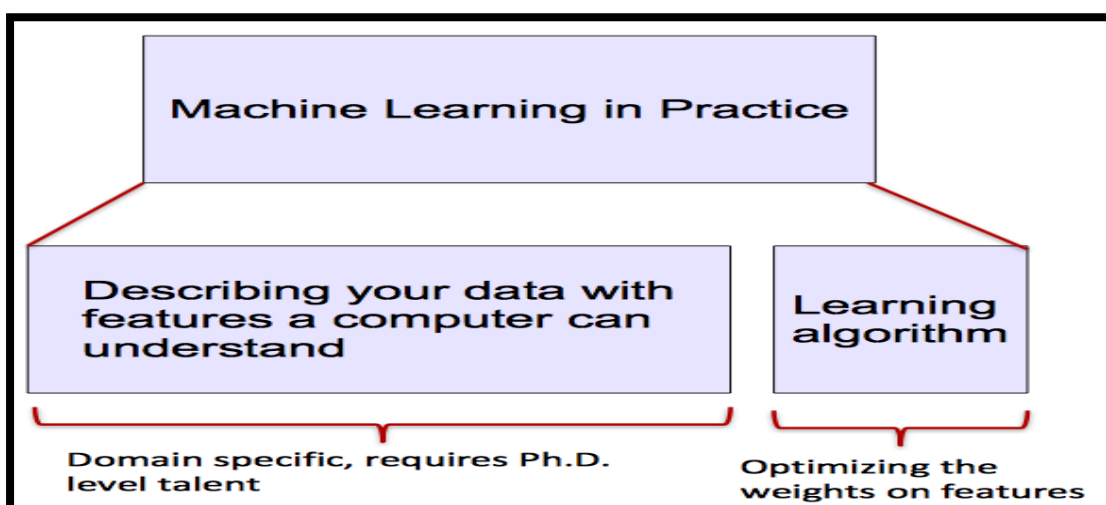 Machine Learning in Practice
Describing your data with
features a computer can
understand
Learning
algorithm
Domain specific, requires Ph.D.
level talent
Optimizing the
weights on features